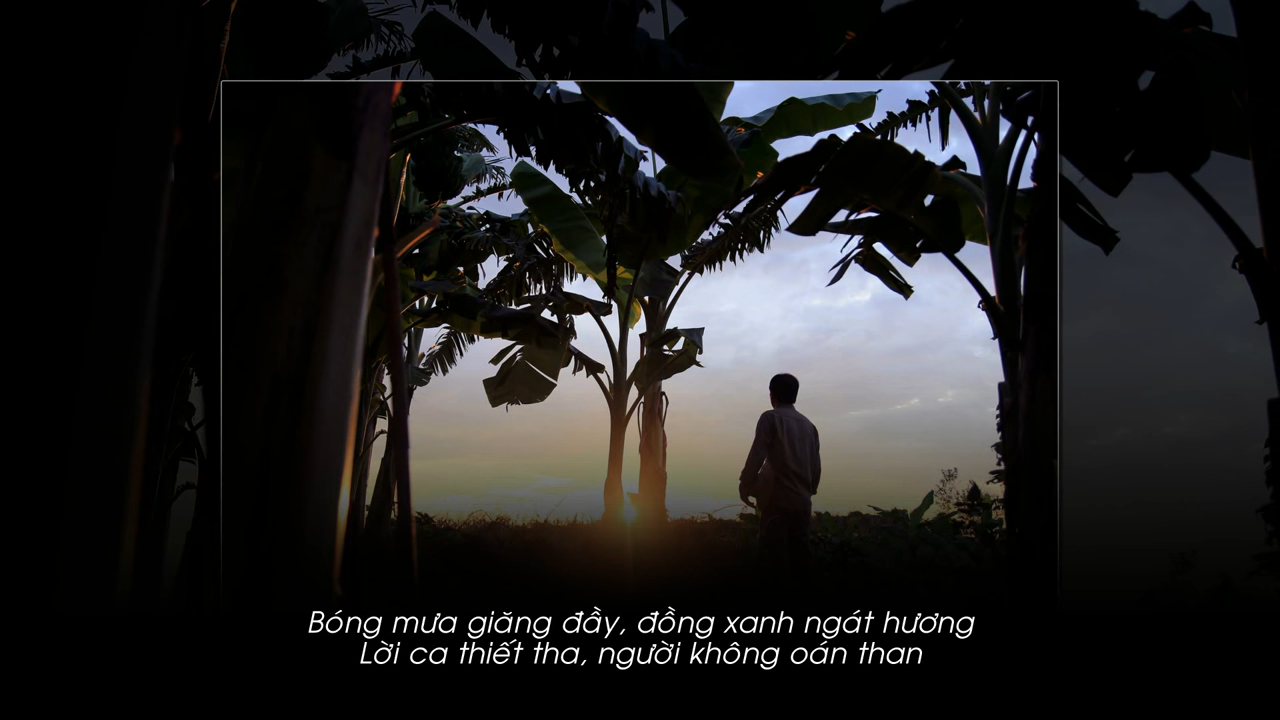 Bóng mưa giăng đầy, đồng xanh ngát hương
Lời ca thiết tha, người không oán than